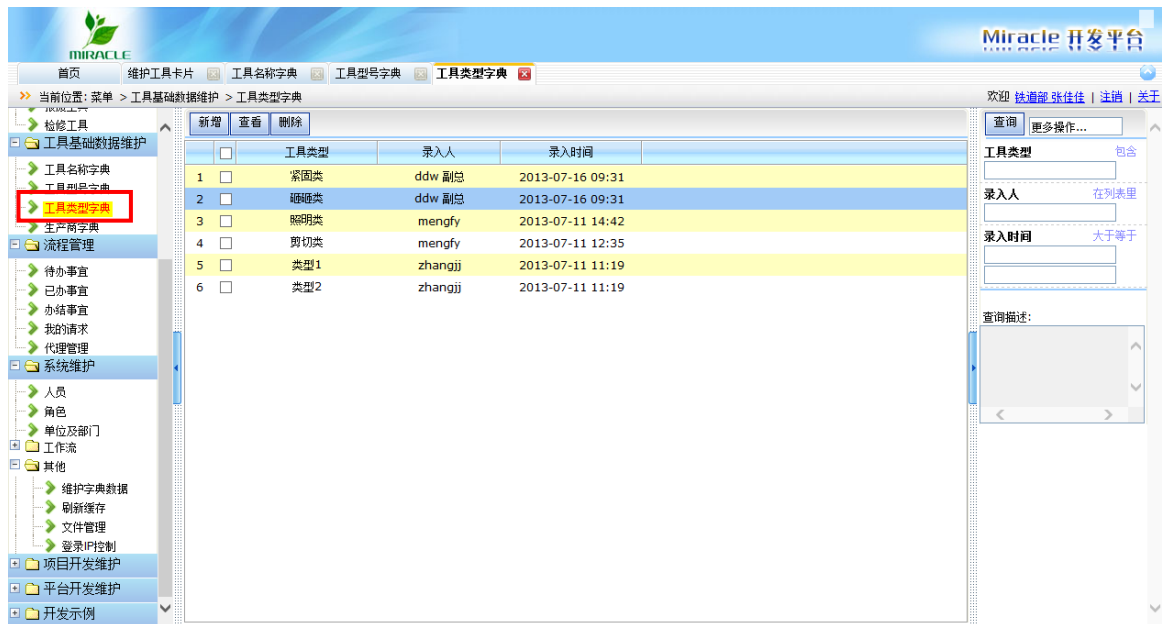 MIRACLE
Miracle 开发平台
首页 维护工具卡片 工具名称字典 工具型号字典 工具类型字典
当前位置: 菜单 > 工具基础数据维护 > 工具类型字典
欢迎 铁道部 张佳佳 | 注销 | 关于
检修工具
工具基础数据维护
工具名称字典
工具型号字典
工具类型字典
生产商字典
流程管理
待办事宜
已办事宜
办结事宜
我的请求
代理管理
系统维护
人员
角色
单位及部门
工作流
其他
维护字典数据
刷新缓存
文件管理
登录IP控制
项目开发维护
平台开发维护
开发示例
新增 查看 删除
工具类型 录入人 录入时间
1 紧固类 ddw 副总 2013-07-16 09:31
2 砸砸类 ddw 副总 2013-07-16 09:31
3 照明类 mengfy 2013-07-11 14:42
4 剪切类 mengfy 2013-07-11 12:35
5 类型1 zhangjj 2013-07-11 11:19
6 类型2 zhangjj 2013-07-11 11:19
查询 更多操作...
工具类型 包含
录入人 在列表里
录入时间 大于等于
查询描述: